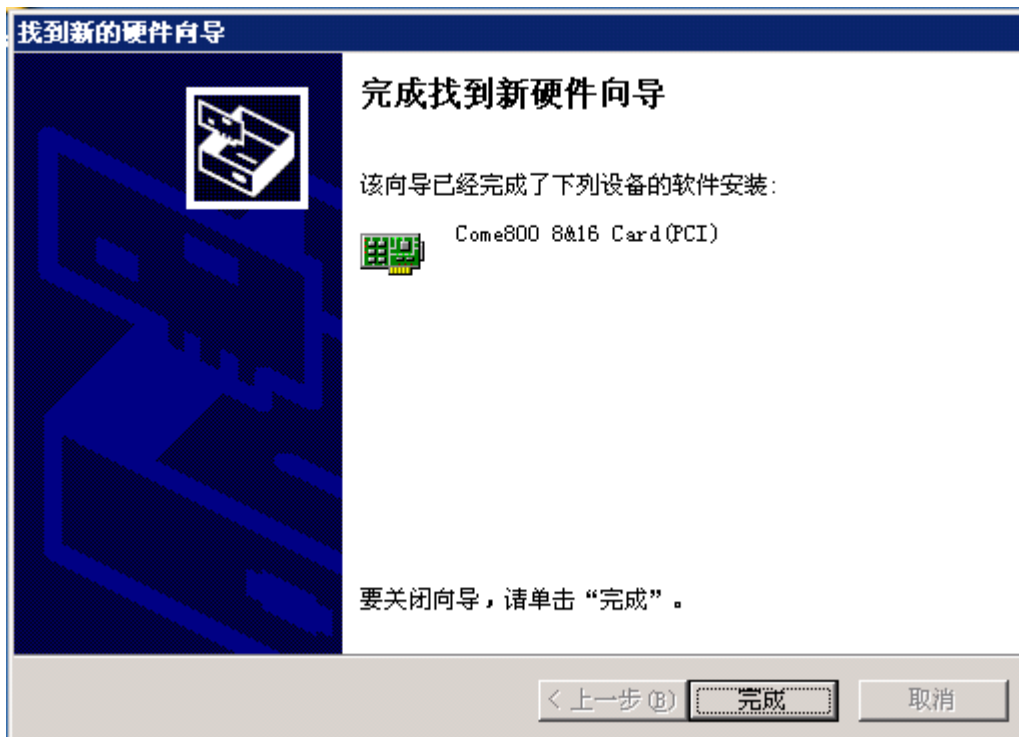 找到新的硬件向导
完成找到新硬件向导
该向导已经完成了下列设备的软件安装:
Come800 8&16 Card(PCI)
要关闭向导，请单击“完成”。
< 上一步(B)
完成
取消